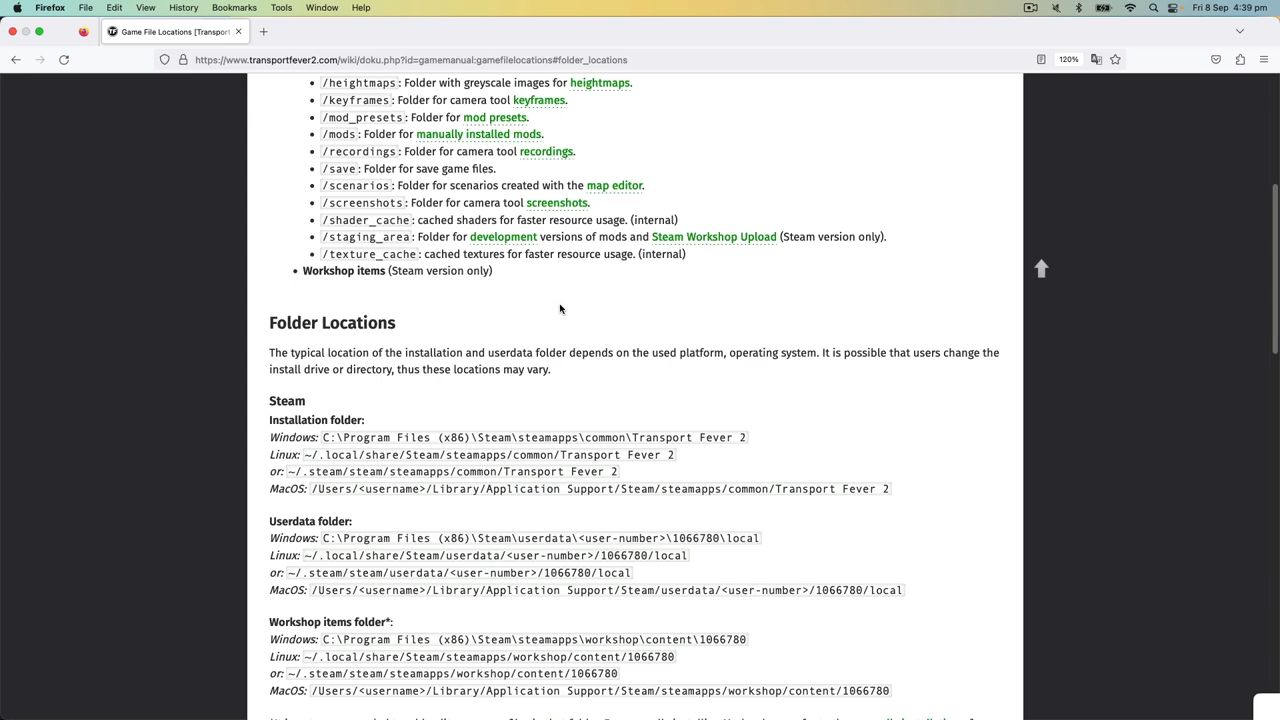 Firefox File Edit View History Bookmarks Tools Window Help Fri 8 Sep 4:39 pm
Game File Locations [Transport
https://www.transportfever2.com/wiki/doku.php?id=gamemanual:gamefilelocations#folder_locations 120%
/heightmaps: Folder with greyscale images for heightmaps.
/keyframes: Folder for camera tool keyframes.
/mod_presets: Folder for mod presets.
/mods: Folder for manually installed mods.
/recordings: Folder for camera tool recordings.
/save: Folder for save game files.
/scenarios: Folder for scenarios created with the map editor.
/screenshots: Folder for camera tool screenshots.
/shader_cache: cached shaders for faster resource usage. (internal)
/staging_area: Folder for development versions of mods and Steam Workshop Upload (Steam version only).
/texture_cache: cached textures for faster resource usage. (internal)
Workshop items (Steam version only)
Folder Locations
The typical location of the installation and userdata folder depends on the used platform, operating system. It is possible that users change the
install drive or directory, thus these locations may vary.
Steam
Installation folder:
Windows: C:\Program Files (x86)\Steam\steamapps\common\Transport Fever 2
Linux: ~/.local/share/Steam/steamapps/common/Transport Fever 2
or: ~/.steam/steam/steamapps/common/Transport Fever 2
MacOS: /Users/<username>/Library/Application Support/Steam/steamapps/common/Transport Fever 2
Userdata folder:
Windows: C:\Program Files (x86)\Steam\userdata\<user-number>\1066780\local
Linux: ~/.local/share/Steam/userdata/<user-number>/1066780/local
or: ~/.steam/steam/userdata/<user-number>/1066780/local
MacOS: /Users/<username>/Library/Application Support/Steam/userdata/<user-number>/1066780/local
Workshop items folder*:
Windows: C:\Program Files (x86)\Steam\steamapps\workshop\content\1066780
Linux: ~/.local/share/Steam/steamapps/workshop/content/1066780
or: ~/.steam/steam/steamapps/workshop/content/1066780
MacOS: /Users/<username>/Library/Application Support/Steam/steamapps/workshop/content/1066780